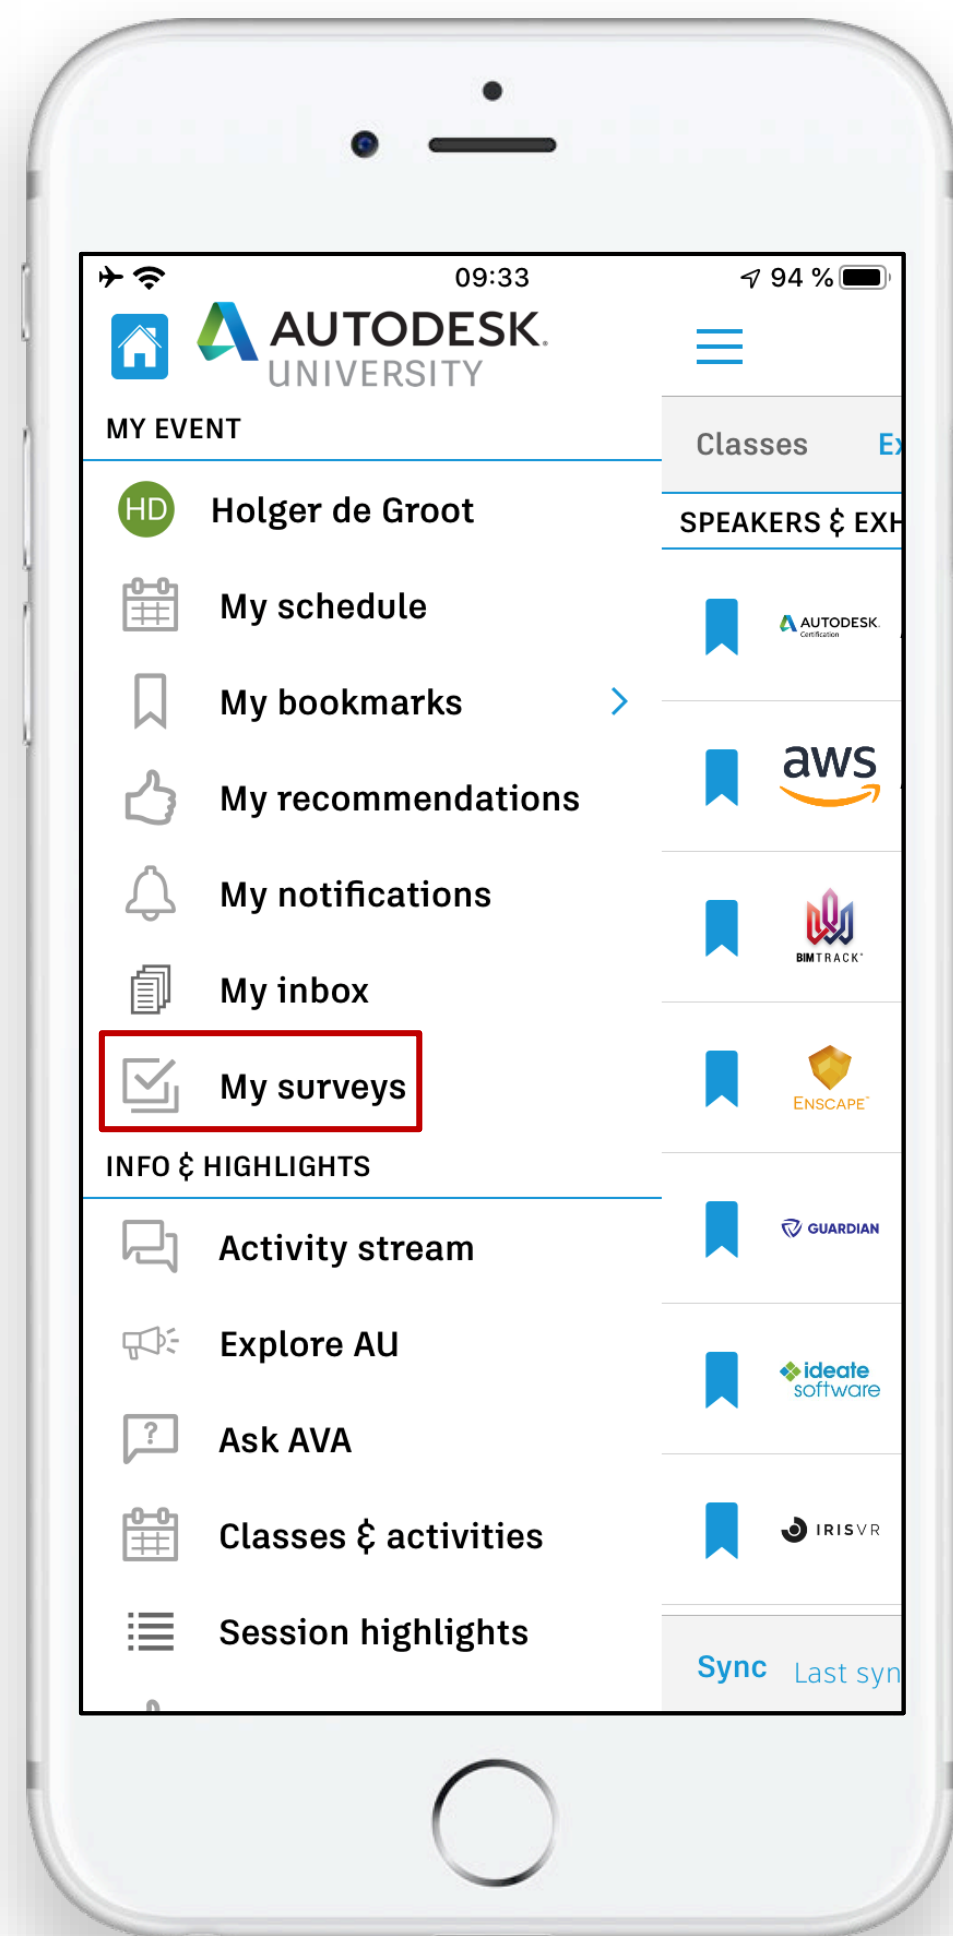 09:33
94 %
AUTODESK.
UNIVERSITY
MY EVENT
HD
Holger de Groot
My schedule
My bookmarks
My recommendations
My notifications
My inbox
My surveys
INFO & HIGHLIGHTS
Activity stream
Explore AU
?
Ask AVA
Classes & activities
Session highlights
Classes
SPEAKERS & EXH
AUTODESK.
Certification
aws
BIMTRACK
ENSCAPE
GUARDIAN
ideate
software
IRISVR
Sync
Last syn